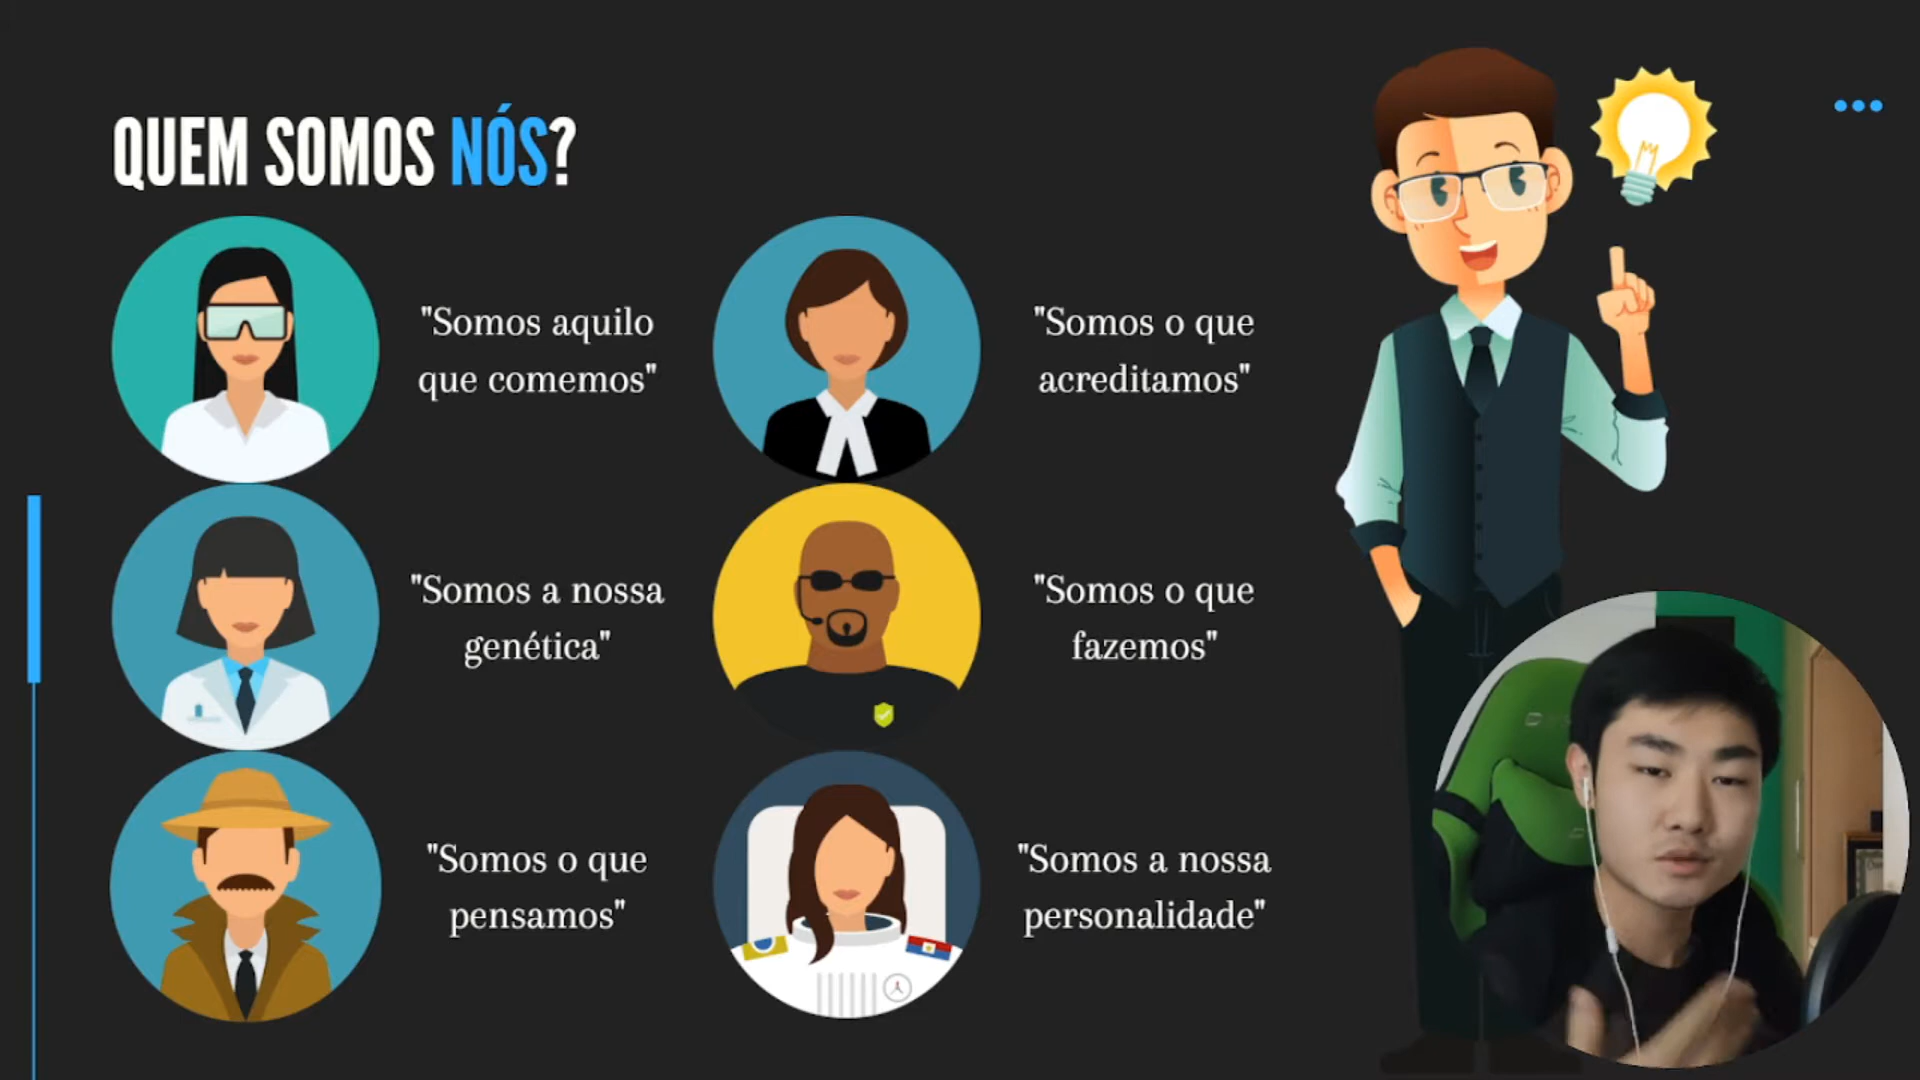 QUEM SOMOS NÓS?
"Somos aquilo
que comemos"
"Somos o que
acreditamos"
"Somos a nossa
genética"
"Somos o que
fazemos"
"Somos o que
pensamos"
"Somos a nossa
personalidade"